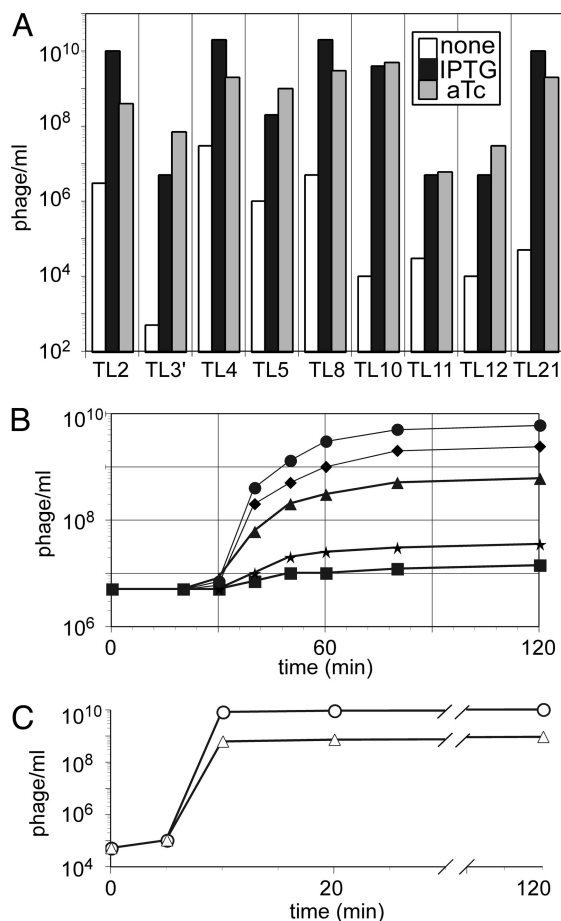 A
none
IPTG
aTc
phage/ml
10^10
10^8
10^6
10^4
10^2
TL2 TL3' TL4 TL5 TL8 TL10 TL11 TL12 TL21
B
phage/ml
10^10
10^8
10^6
0 60 120
time (min)
C
phage/ml
10^10
10^8
10^6
10^4
0 20 120
time (min)